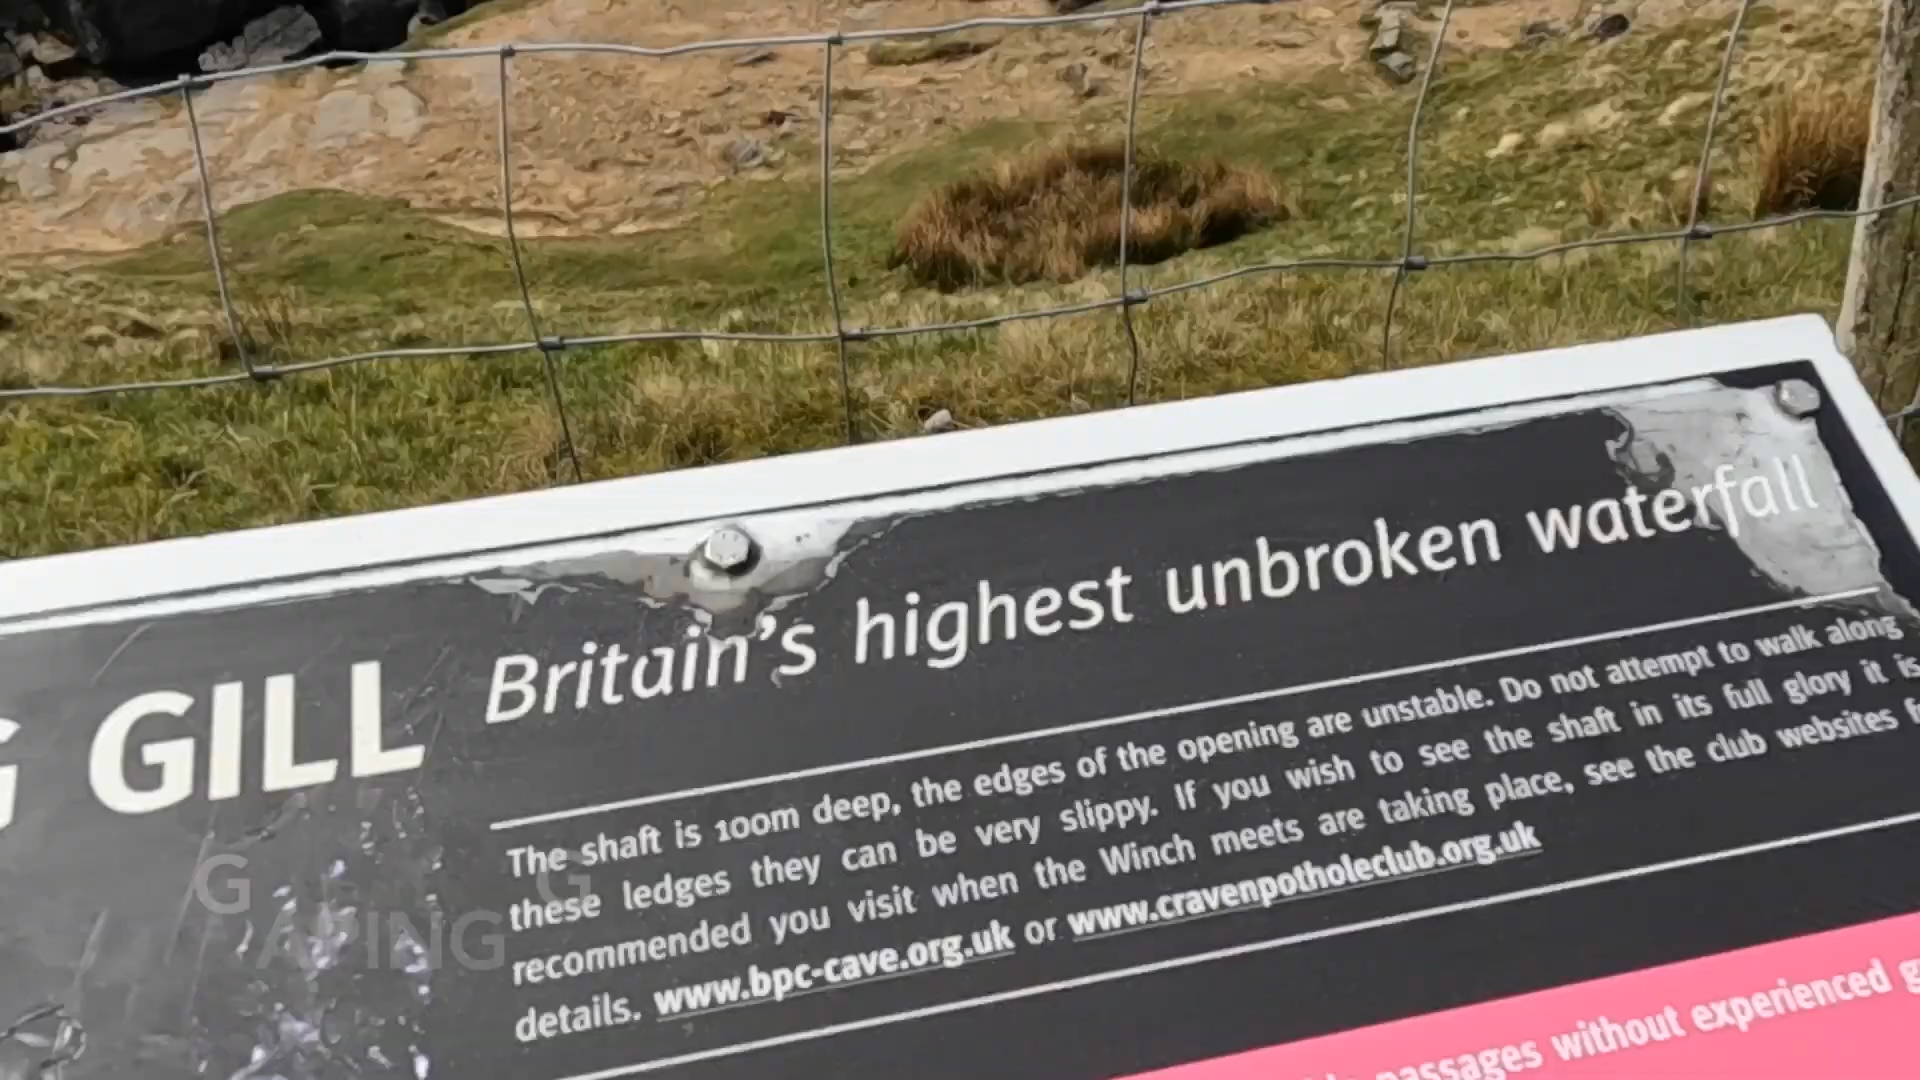 G GILL Britain's highest unbroken waterfall
The shaft is 100m deep, the edges of the opening are unstable. Do not attempt to walk along
these ledges they can be very slippy. If you wish to see the shaft in its full glory it is
recommended you visit when the Winch meets are taking place, see the club websites
details. www.bpc-cave.org.uk or www.cravenpotholeclub.org.uk
passages without experienced
G G
APING